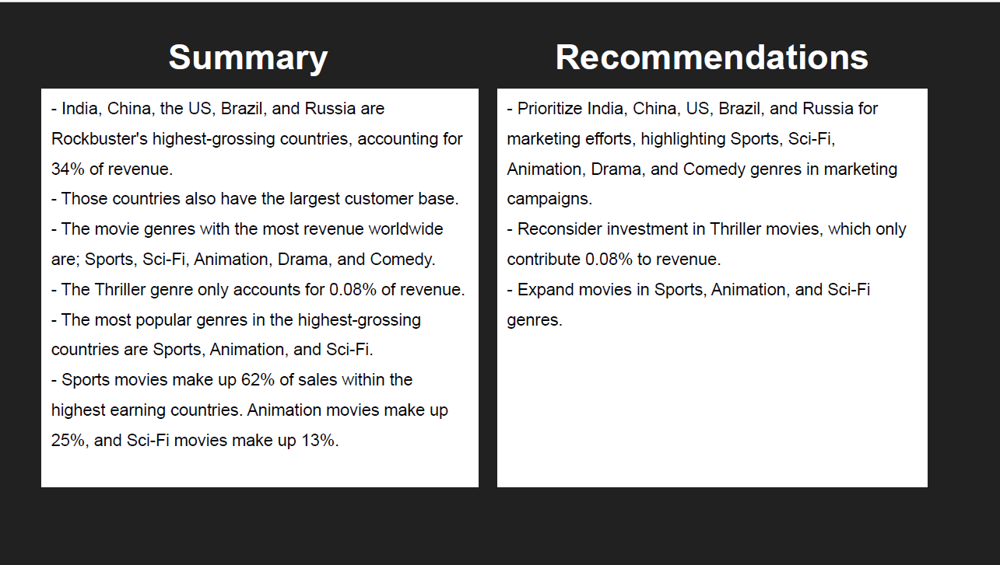 Summary
- India, China, the US, Brazil, and Russia are
Rockbuster's highest-grossing countries, accounting for
34% of revenue.
- Those countries also have the largest customer base.
- The movie genres with the most revenue worldwide
are; Sports, Sci-Fi, Animation, Drama, and Comedy.
- The Thriller genre only accounts for 0.08% of revenue.
- The most popular genres in the highest-grossing
countries are Sports, Animation, and Sci-Fi.
- Sports movies make up 62% of sales within the
highest earning countries. Animation movies make up
25%, and Sci-Fi movies make up 13%.
Recommendations
- Prioritize India, China, US, Brazil, and Russia for
marketing efforts, highlighting Sports, Sci-Fi,
Animation, Drama, and Comedy genres in marketing
campaigns.
- Reconsider investment in Thriller movies, which only
contribute 0.08% to revenue.
- Expand movies in Sports, Animation, and Sci-Fi
genres.